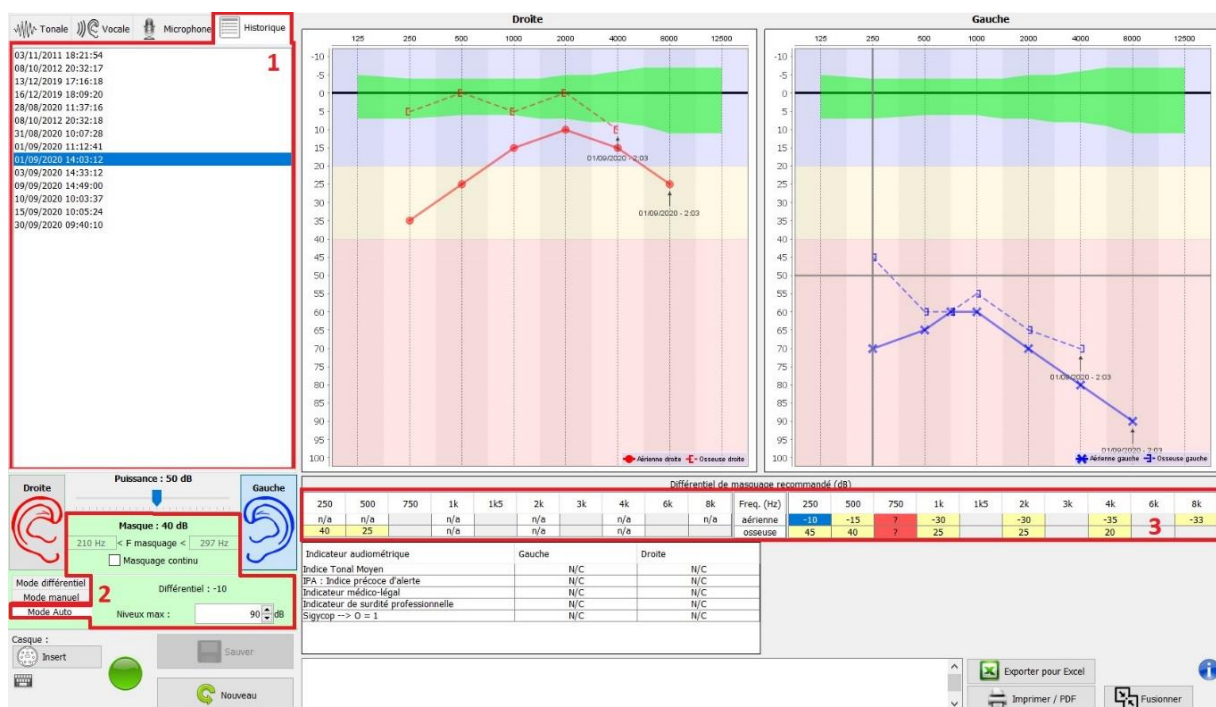 Tonale Vocale Microphone Historique
1
03/11/2011 18:21:54
08/10/2012 20:32:17
13/12/2019 17:16:18
16/12/2019 18:09:20
28/08/2020 11:37:16
08/10/2012 20:32:18
31/08/2020 10:07:28
01/09/2020 11:12:41
01/09/2020 14:03:12
03/09/2020 14:33:12
09/09/2020 14:49:00
10/09/2020 10:03:37
15/09/2020 10:05:24
30/09/2020 09:40:10
Droite
125 250 500 1000 2000 4000 8000 12500
-10
-5
0
5
10
15
20
25
30
35
40
45
50
55
60
65
70
75
80
85
90
95
100
01/09/2020 - 2:03
01/09/2020 - 2:03
Aérienne droite Osseuse droite
Gauche
125 250 500 1000 2000 4000 8000 12500
-10
-5
0
5
10
15
20
25
30
35
40
45
50
55
60
65
70
75
80
85
90
95
100
01/09/2020 - 2:03
01/09/2020 - 2:03
Aérienne gauche Osseuse gauche
Droite
Puissance : 50 dB
Gauche
Masque : 40 dB
210 Hz < F masquage < 297 Hz
Masquage continu
Mode différentiel
Mode manuel
Mode Auto
2
Différentiel : -10
Niveux max : 90 dB
Casque :
Insert
Sauver
Nouveau
Différentiel de masquage recommandé (dB)
250 500 750 1k 1k5 2k 3k 4k 6k 8k Freq. (Hz) 250 500 750 1k 1k5 2k 3k 4k 6k 8k
n/a n/a n/a n/a n/a n/a aérienne -10 -15 ? -30 -30 -35 -33
40 25 n/a n/a n/a osseuse 45 40 ? 25 25 20
3
Indicateur audiométrique Gauche Droite
Indice Tonal Moyen N/C N/C
IPA : Indice précoce d'alerte N/C N/C
Indicateur médico-légal N/C N/C
Indicateur de surdité professionnelle N/C N/C
Sigycop --> O = 1 N/C N/C
Exporter pour Excel
Imprimer / PDF
Fusionner